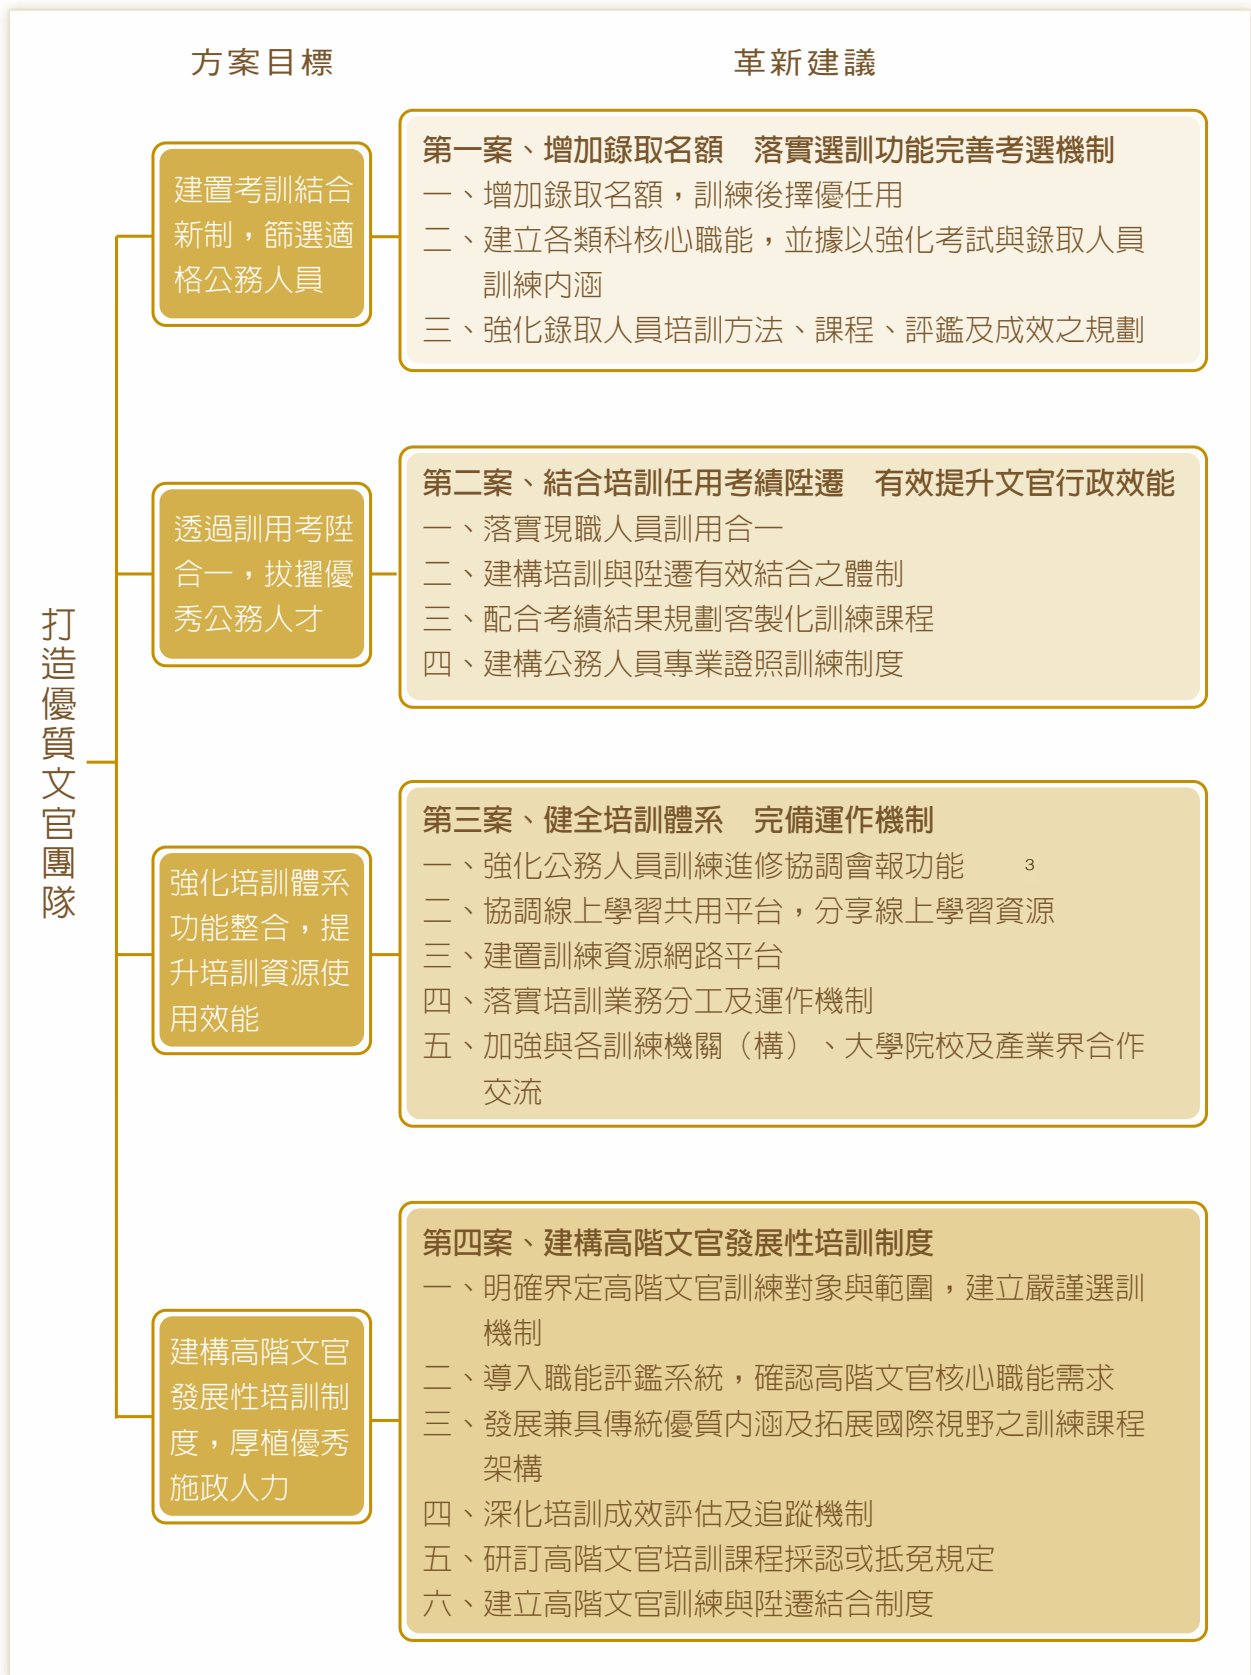 方案目標
革新建議
打造優質文官團隊
建置考訓結合
新制，篩選適
格公務人員
第一案、增加錄取名額　落實選訓功能完善考選機制
一、增加錄取名額，訓練後擇優任用
二、建立各類科核心職能，並據以強化考試與錄取人員
訓練內涵
三、強化錄取人員培訓方法、課程、評鑑及成效之規劃
透過訓用考陞
合一，拔擢優
秀公務人才
第二案、結合培訓任用考績陞遷　有效提升文官行政效能
一、落實現職人員訓用合一
二、建構培訓與陞遷有效結合之體制
三、配合考績結果規劃客製化訓練課程
四、建構公務人員專業證照訓練制度
強化培訓體系
功能整合，提
升培訓資源使
用效能
第三案、健全培訓體系　完備運作機制
一、強化公務人員訓練進修協調會報功能　3
二、協調線上學習共用平台，分享線上學習資源
三、建置訓練資源網路平台
四、落實培訓業務分工及運作機制
五、加強與各訓練機關（構）、大學院校及產業界合作
交流
建構高階文官
發展性培訓制
度，厚植優秀
施政人力
第四案、建構高階文官發展性培訓制度
一、明確界定高階文官訓練對象與範圍，建立嚴謹選訓
機制
二、導入職能評鑑系統，確認高階文官核心職能需求
三、發展兼具傳統優質內涵及拓展國際視野之訓練課程
架構
四、深化培訓成效評估及追蹤機制
五、研訂高階文官培訓課程採認或抵免規定
六、建立高階文官訓練與陞遷結合制度